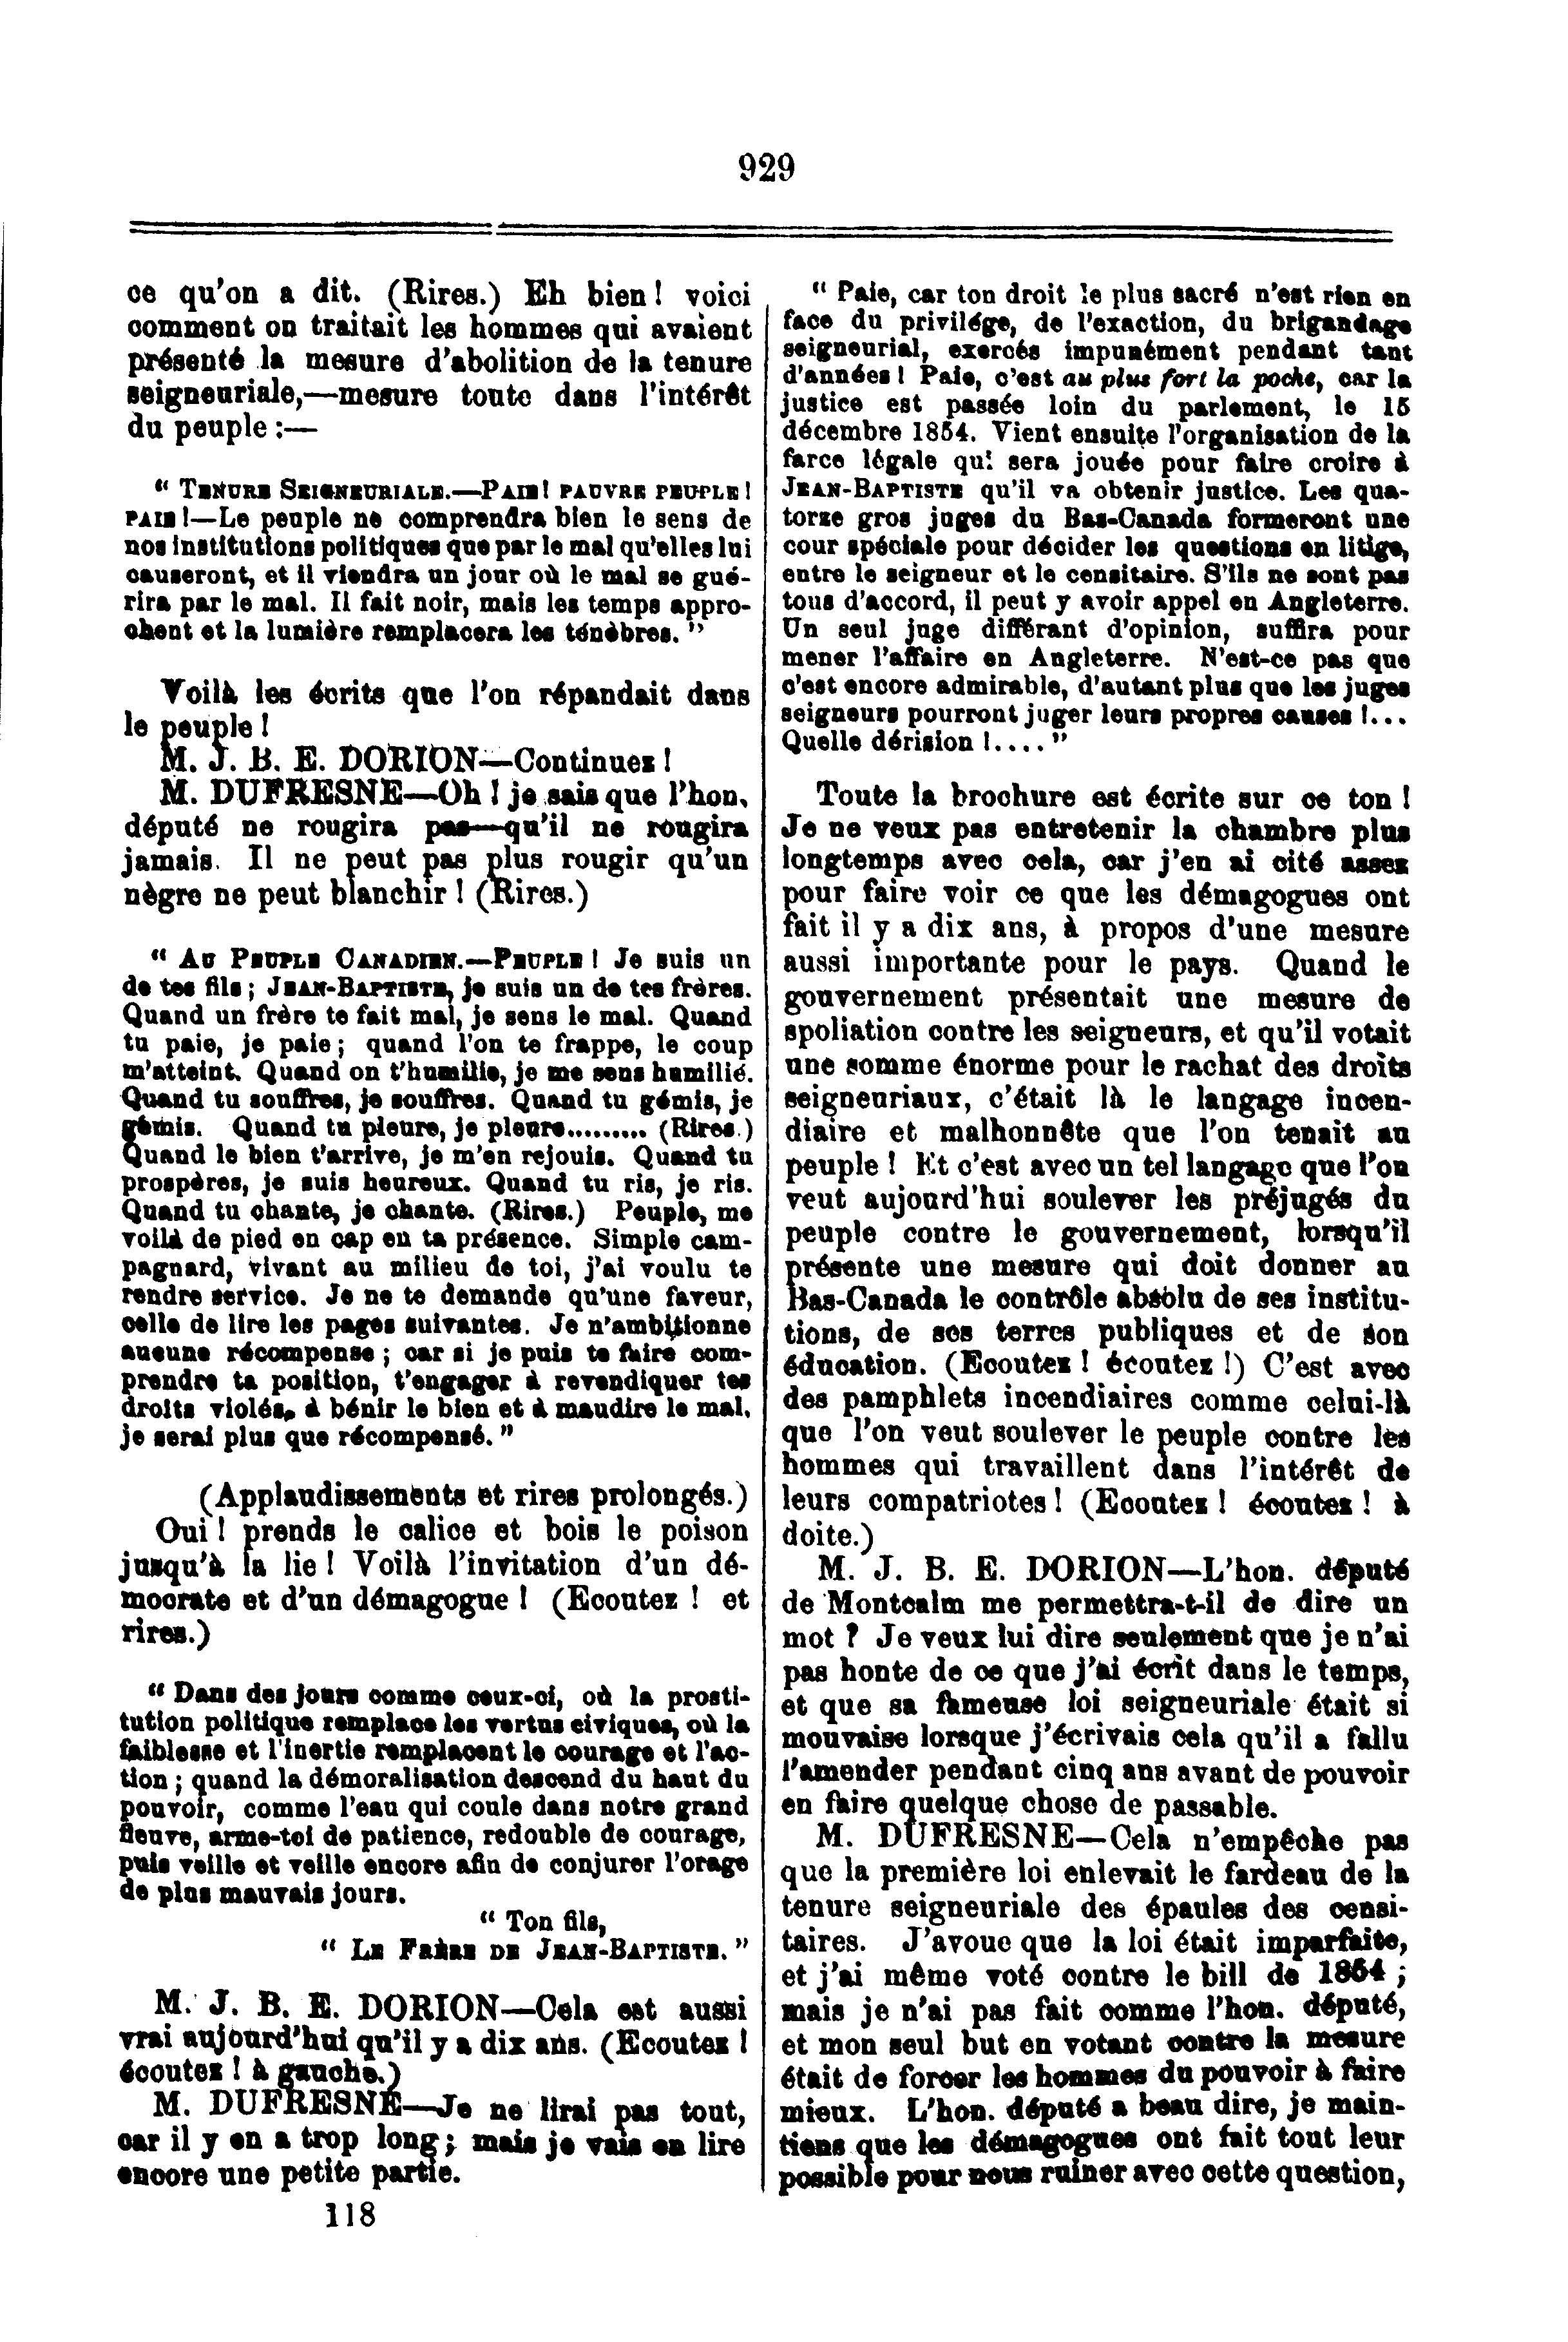 929
ce qu'on a dit. (Rires.) Eh bien ! voici
comment on traitait les hommes qui avaient
présenté la mesure d'abolition de la tenure
seigneuriale,—mesure toute dans l'intérêt
du peuple :—
“ TENURE SEIGNEURIALE.—PAIE! PAUVRE PEUPLE !
PAIE !—Le peuple ne comprendra bien le sens de
nos institutions politiques que par le mal qu'elles lui
causeront, et il viendra un jour où le mal se gué-
rira par le mal. Il fait noir, mais les temps appro-
chent et la lumière remplacera les ténèbres. ”
Voilà les écrits que l'on répandait dans
le peuple !
M. J. B. E. DORION—Continuez !
M. DUFRESNE—Oh ! je sais que l'hon.
député ne rougira pas—qu'il ne rougira
jamais. Il ne peut pas plus rougir qu'un
nègre ne peut blanchir ! (Rires.)
“ AU PEUPLE CANADIEN.—PEUPLE ! Je suis un
de tes fils ; JEAN-BAPTISTE, je suis un de tes frères.
Quand un frère te fait mal, je sens le mal. Quand
tu paie, je paie ; quand l'on te frappe, le coup
m'atteint. Quand on t'humilie, je me sens humilié.
Quand tu souffres, je souffres. Quand tu gémis, je
gémis. Quand tu pleure, je pleure......... (Rires.)
Quand le bien t'arrive, je m'en rejouis. Quand tu
prospères, je suis heureux. Quand tu ris, je ris.
Quand tu chante, je chante. (Rires.) Peuple, me
voilà de pied en cap en ta présence. Simple cam-
pagnard, vivant au milieu de toi, j'ai voulu te
rendre service. Je ne te demande qu'une faveur,
celle de lire les pages suivantes. Je n'ambitionne
aucune récompense ; car si je puis te faire com-
prendre ta position, t'engager à revendiquer tes
droits violés, à bénir le bien et à maudire le mal,
je serai plus que récompensé. ”
(Applaudissements et rires prolongés.)
Oui ! prends le calice et bois le poison
jusqu'à la lie ! Voilà l'invitation d'un dé-
mocrate et d'un démagogue ! (Ecoutez ! et
rires.)
“ Dans des jours comme ceux-ci, où la prosti-
tution politique remplace les vertus civiques, où la
faiblesse et l'inertie remplacent le courage et l'ac-
tion ; quand la démoralisation descend du haut du
pouvoir, comme l'eau qui coule dans notre grand
fleuve, arme-toi de patience, redouble de courage,
puis veille et veille encore afin de conjurer l'orage
de plus mauvais jours.
“ Ton fils,
“ LE FRÈRE DE JEAN-BAPTISTE. ”
M. J. B. E. DORION—Cela est aussi
vrai aujourd'hui qu'il y a dix ans. (Ecoutez !
écoutez ! à gauche.)
M. DUFRESNE—Je ne lirai pas tout,
car il y en a trop long ; mais je vais en lire
encore une petite partie.
118
“ Paie, car ton droit le plus sacré n'est rien en
face du privilége, de l'exaction, du brigandage
seigneurial, exercés impunément pendant tant
d'années ! Paie, c'est au plus fort la poche, car la
justice est passée loin du parlement, le 15
décembre 1854. Vient ensuite l'organisation de la
farce légale qui sera jouée pour faire croire à
JEAN-BAPTISTE qu'il va obtenir justice. Les qua-
torze gros juges du Bas-Canada formeront une
cour spéciale pour décider les questions en litige,
entre le seigneur et le censitaire. S'ils ne sont pas
tous d'accord, il peut y avoir appel en Angleterre.
Un seul juge différant d'opinion, suffira pour
mener l'affaire en Angleterre. N'est-ce pas que
c'est encore admirable, d'autant plus que les juges
seigneurs pourront juger leurs propres causes !...
Quelle dérision !.... ”
Toute la brochure est écrite sur ce ton !
Je ne veux pas entretenir la chambre plus
longtemps avec cela, car j'en ai cité assez
pour faire voir ce que les démagogues ont
fait il y a dix ans, à propos d'une mesure
aussi importante pour le pays. Quand le
gouvernement présentait une mesure de
spoliation contre les seigneurs, et qu'il votait
une somme énorme pour le rachat des droits
seigneuriaux, c'était là le langage incen-
diaire et malhonnête que l'on tenait au
peuple ! Et c'est avec un tel langage que l'on
veut aujourd'hui soulever les préjugés du
peuple contre le gouvernement, lorsqu'il
présente une mesure qui doit donner au
Bas-Canada le contrôle absolu de ses institu-
tions, de ses terres publiques et de son
éducation. (Ecoutez ! écoutez !) C'est avec
des pamphlets incendiaires comme celui-là
que l'on veut soulever le peuple contre les
hommes qui travaillent dans l'intérêt de
leurs compatriotes ! (Ecoutez ! écoutez ! à
doite.)
M. J. B. E. DORION—L'hon. député
de Montcalm me permettra-t-il de dire un
mot ? Je veux lui dire seulement que je n'ai
pas honte de ce que j'ai écrit dans le temps,
et que sa fameuse loi seigneuriale était si
mouvaise lorsque j'écrivais cela qu'il a fallu
l'amender pendant cinq ans avant de pouvoir
en faire quelque chose de passable.
M. DUFRESNE—Cela n'empêche pas
que la première loi enlevait le fardeau de la
tenure seigneuriale des épaules des censi-
taires. J'avoue que la loi était imparfaite,
et j'ai même voté contre le bill de 1854 ;
mais je n'ai pas fait comme l'hon. député,
et mon seul but en votant contre la mesure
était de forcer les hommes du pouvoir à faire
mieux. L'hon. député a beau dire, je main-
tiens que les démagogues ont fait tout leur
possible pour nous ruiner avec cette question,